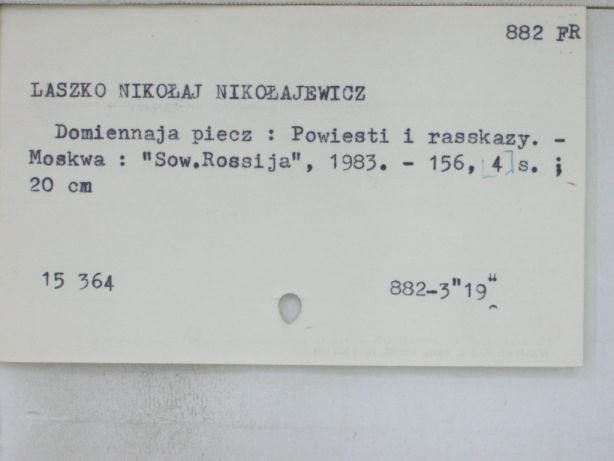 882 FR
LASZKO NIKOŁAJ NIKOŁAJEWICZ
Domiennaja piecz : Powiesti i rasskazy. -
Moskwa : "Sow.Rossija", 1983. - 156, [4] s. ;
20 cm
15 364
882-3"19"